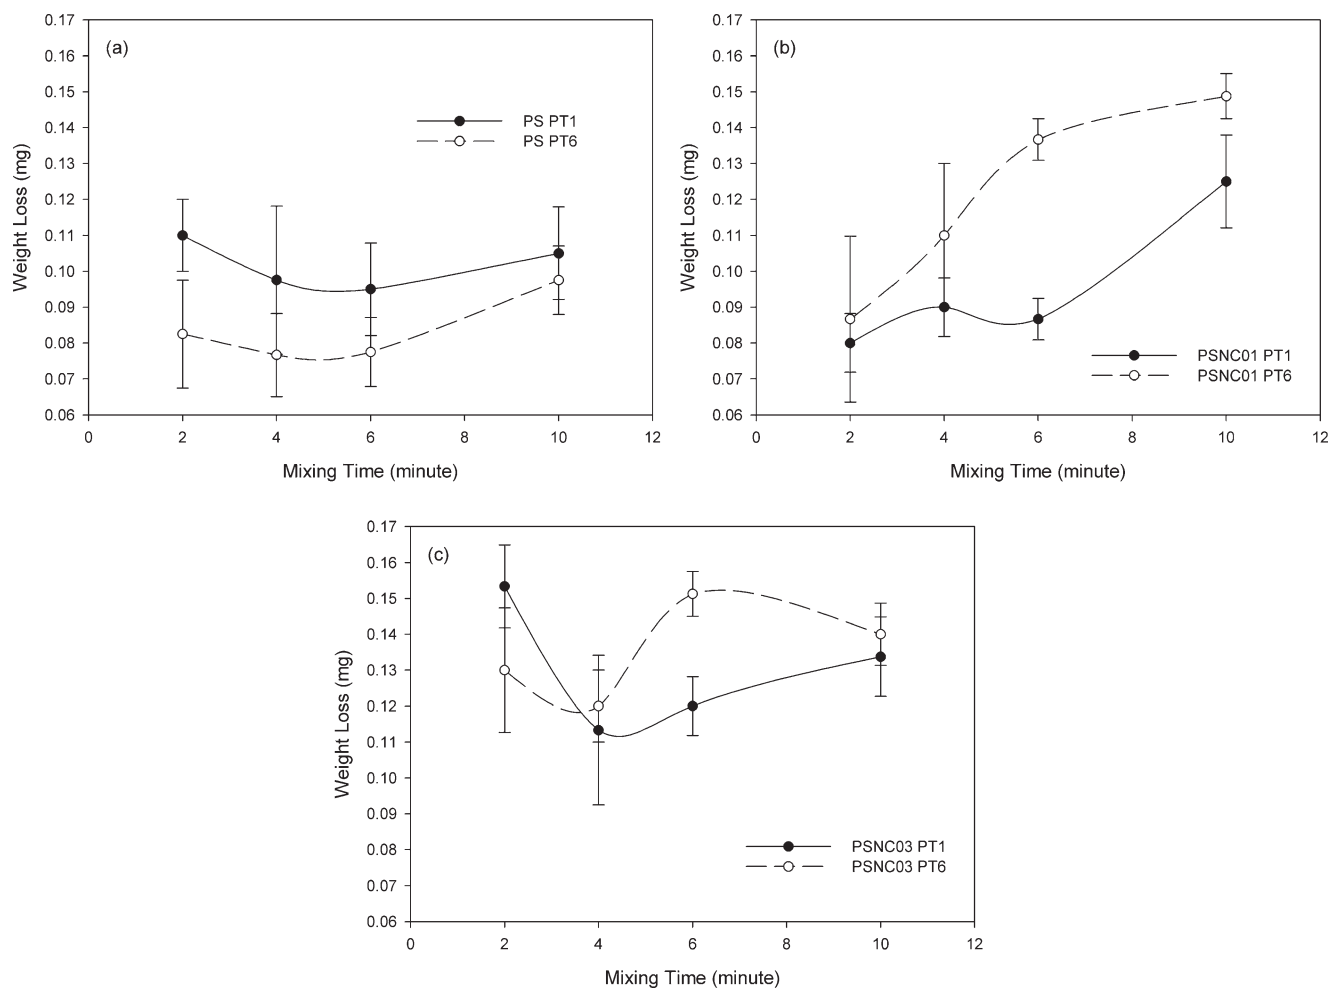 (a)
0.17
0.16
0.15
0.14
0.13
0.12
0.11
0.10
0.09
0.08
0.07
0.06
Weight Loss (mg)
PS PT1
PS PT6
0 2 4 6 8 10 12
Mixing Time (minute)
(b)
0.17
0.16
0.15
0.14
0.13
0.12
0.11
0.10
0.09
0.08
0.07
0.06
Weight Loss (mg)
PSNC01 PT1
PSNC01 PT6
0 2 4 6 8 10 12
Mixing Time (minute)
(c)
0.17
0.16
0.15
0.14
0.13
0.12
0.11
0.10
0.09
0.08
0.07
0.06
Weight Loss (mg)
PSNC03 PT1
PSNC03 PT6
0 2 4 6 8 10 12
Mixing Time (minute)